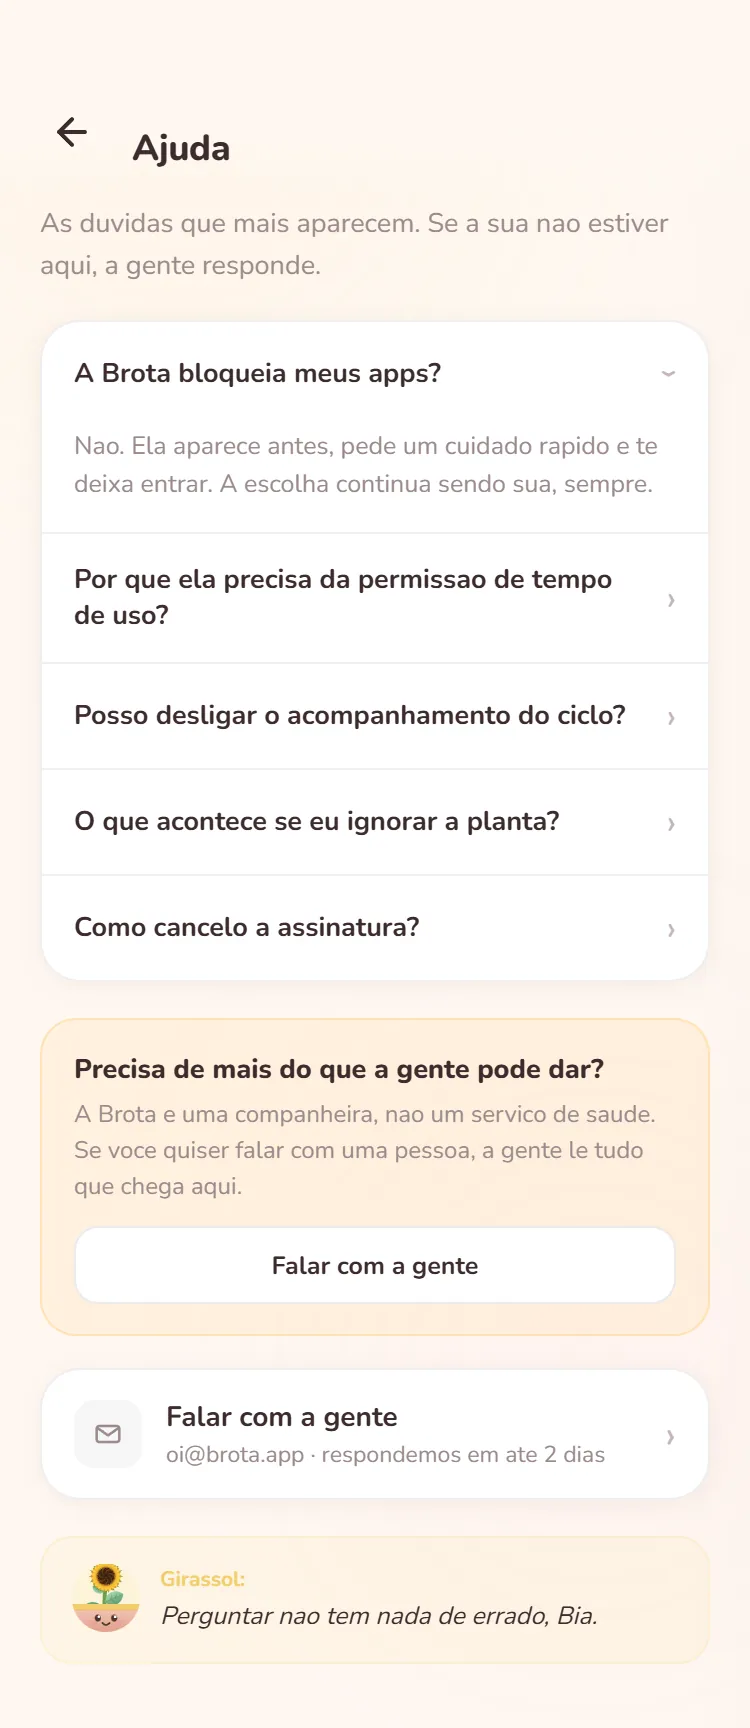 Ajuda
As duvidas que mais aparecem. Se a sua nao estiver
aqui, a gente responde.
A Brota bloqueia meus apps?
Nao. Ela aparece antes, pede um cuidado rapido e te
deixa entrar. A escolha continua sendo sua, sempre.
Por que ela precisa da permissao de tempo
de uso?
Posso desligar o acompanhamento do ciclo?
O que acontece se eu ignorar a planta?
Como cancelo a assinatura?
Precisa de mais do que a gente pode dar?
A Brota e uma companheira, nao um servico de saude.
Se voce quiser falar com uma pessoa, a gente le tudo
que chega aqui.
Falar com a gente
Falar com a gente
oi@brota.app · respondemos em ate 2 dias
Girassol:
Perguntar nao tem nada de errado, Bia.